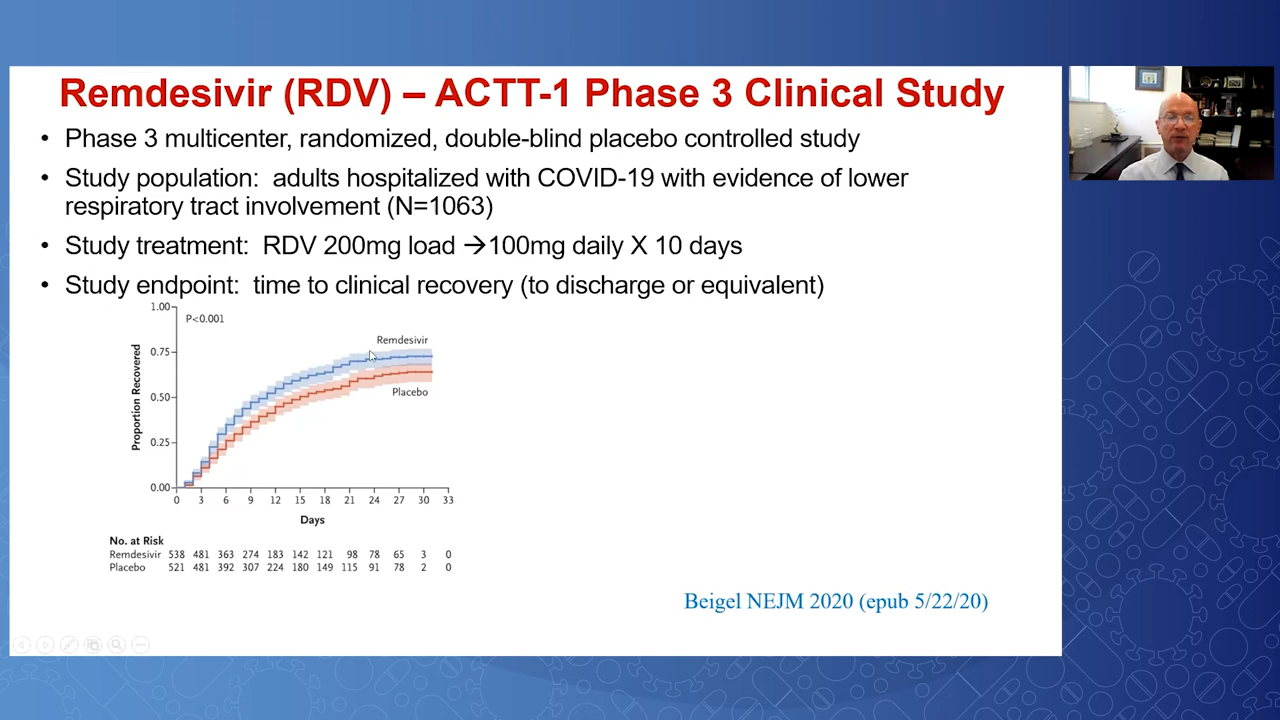 Remdesivir (RDV) – ACTT-1 Phase 3 Clinical Study
• Phase 3 multicenter, randomized, double-blind placebo controlled study
• Study population: adults hospitalized with COVID-19 with evidence of lower
respiratory tract involvement (N=1063)
• Study treatment: RDV 200mg load →100mg daily X 10 days
• Study endpoint: time to clinical recovery (to discharge or equivalent)
1.00
P<0.001
Remdesivir
0.75
Proportion Recovered
0.50
Placebo
0.25
0.00
0 3 6 9 12 15 18 21 24 27 30 33
Days
No. at Risk
Remdesivir 538 481 363 274 183 142 121 98 78 65 3 0
Placebo 521 481 392 307 224 180 149 115 91 78 2 0
Beigel NEJM 2020 (epub 5/22/20)